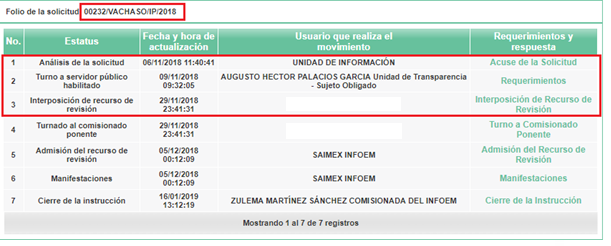 Folio de la solicitud 00232/VACHASO/IP/2018
No. Estatus Fecha y hora de actualización Usuario que realiza el movimiento Requerimientos y respuesta
1 Análisis de la solicitud 06/11/2018 11:40:41 UNIDAD DE INFORMACIÓN Acuse de la Solicitud
2 Turno a servidor público habilitado 09/11/2018 09:32:05 AUGUSTO HECTOR PALACIOS GARCIA Unidad de Transparencia - Sujeto Obligado Requerimientos
3 Interposición de recurso de revisión 29/11/2018 23:41:31 Interposición de Recurso de Revisión
4 Turnado al comisionado ponente 29/11/2018 23:41:31 Turno a Comisionado Ponente
5 Admisión del recurso de revisión 05/12/2018 00:12:09 SAIMEX INFOEM Admisión del Recurso de Revisión
6 Manifestaciones 05/12/2018 00:12:09 SAIMEX INFOEM Manifestaciones
7 Cierre de la instrucción 16/01/2019 13:12:19 ZULEMA MARTÍNEZ SÁNCHEZ COMISIONADA DEL INFOEM Cierre de la instrucción
Mostrando 1 al 7 de 7 registros